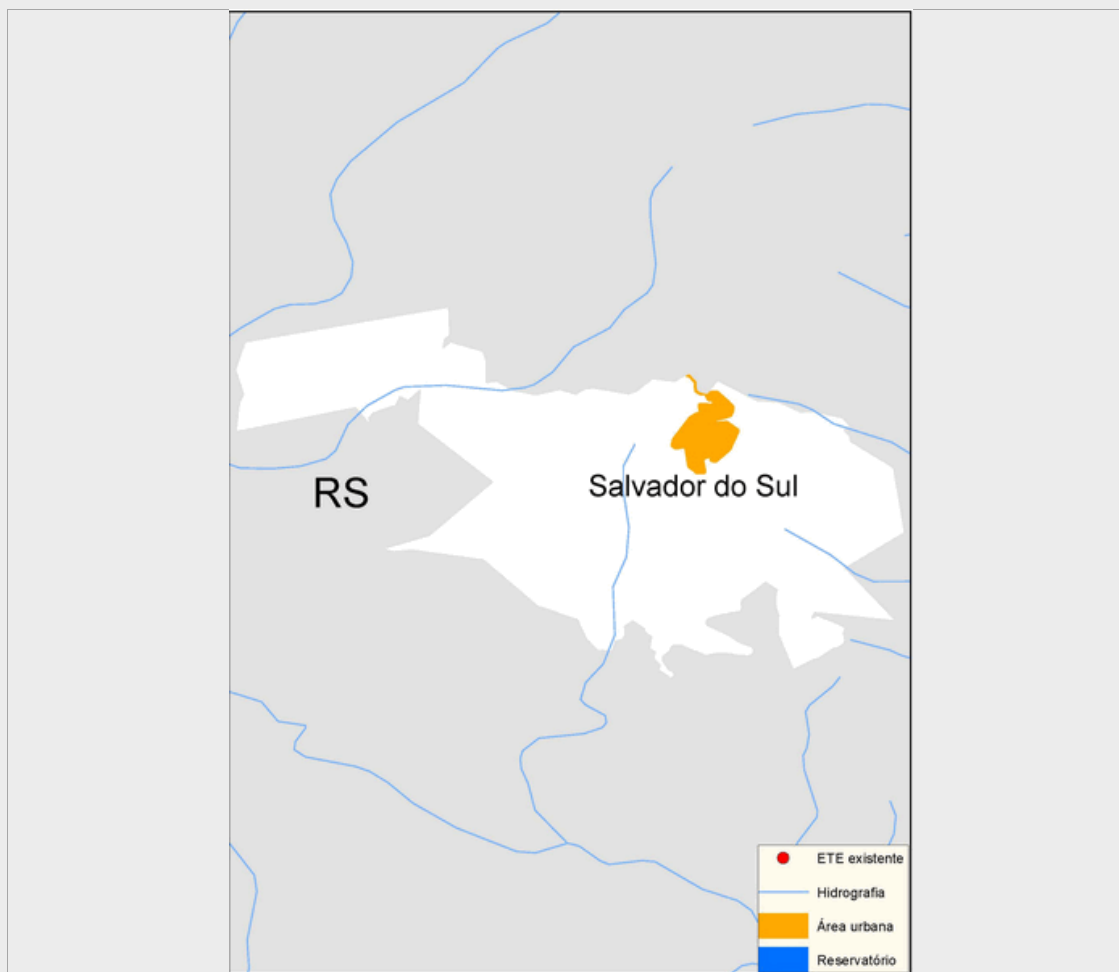 RS
Salvador do Sul
ETE existente
Hidrografia
Área urbana
Reservatório